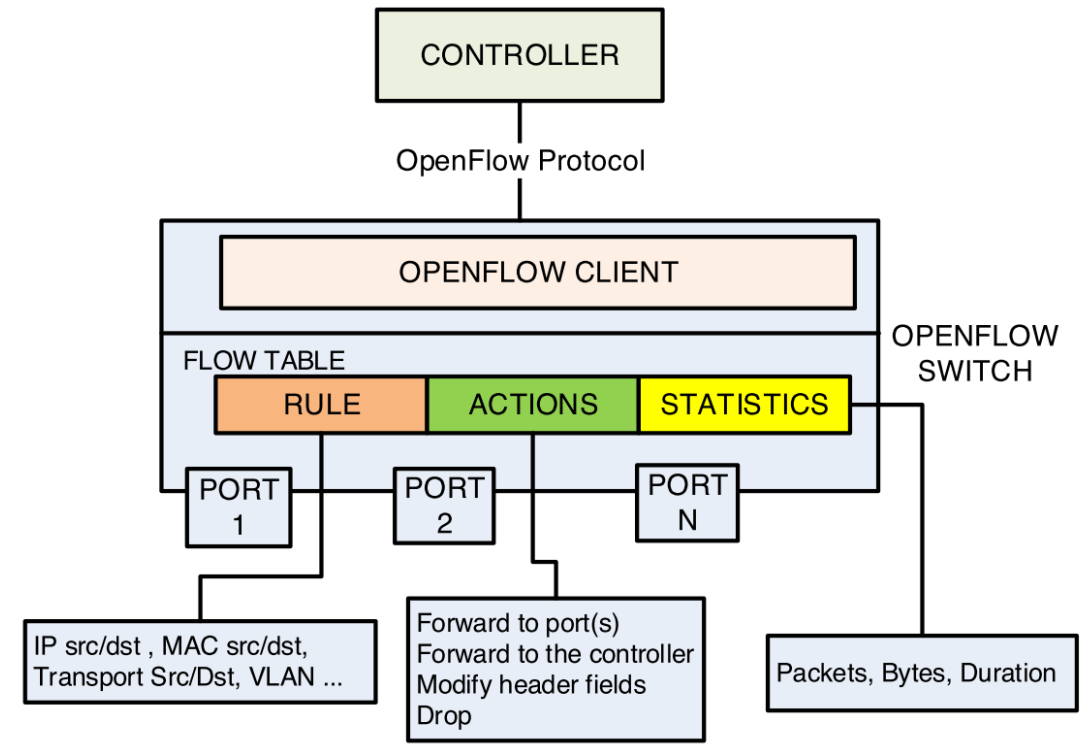 CONTROLLER
OpenFlow Protocol
OPENFLOW CLIENT
OPENFLOW
SWITCH
FLOW TABLE
RULE
ACTIONS
STATISTICS
PORT
1
PORT
2
PORT
N
IP src/dst , MAC src/dst,
Transport Src/Dst, VLAN ...
Forward to port(s)
Forward to the controller
Modify header fields
Drop
Packets, Bytes, Duration